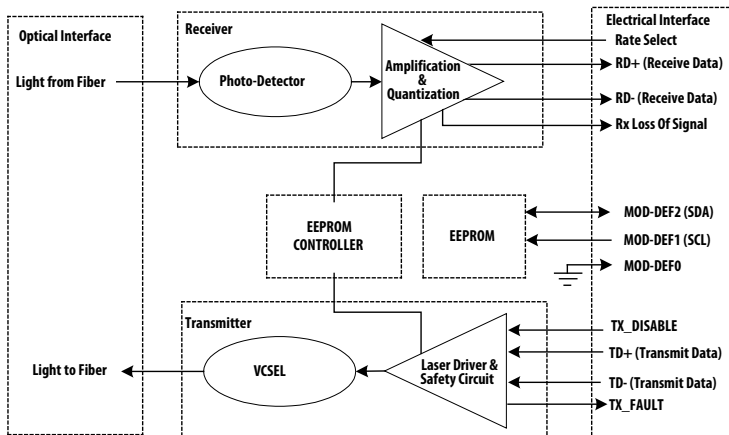 Optical Interface
Receiver
Electrical Interface
Rate Select
Light from Fiber
Photo-Detector
Amplification
&
Quantization
RD+ (Receive Data)
RD- (Receive Data)
Rx Loss Of Signal
EEPROM
CONTROLLER
EEPROM
MOD-DEF2 (SDA)
MOD-DEF1 (SCL)
MOD-DEF0
Transmitter
TX_DISABLE
Light to Fiber
VCSEL
Laser Driver &
Safety Circuit
TD+ (Transmit Data)
TD- (Transmit Data)
TX_FAULT